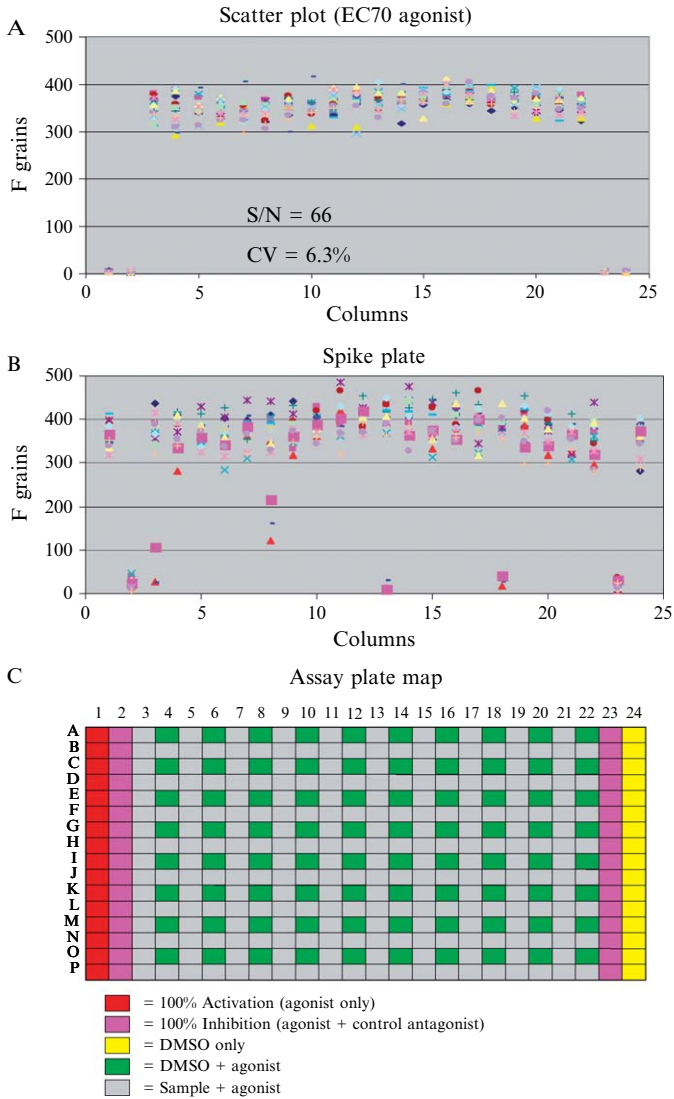 A
Scatter plot (EC70 agonist)
500
400
300
200
100
0
F grains
S/N = 66
CV = 6.3%
0 5 10 15 20 25
Columns
B
Spike plate
500
400
300
200
100
0
F grains
0 5 10 15 20 25
Columns
C
Assay plate map
1 2 3 4 5 6 7 8 9 10 11 12 13 14 15 16 17 18 19 20 21 22 23 24
A
B
C
D
E
F
G
H
I
J
K
L
M
N
O
P
= 100% Activation (agonist only)
= 100% Inhibition (agonist + control antagonist)
= DMSO only
= DMSO + agonist
= Sample + agonist